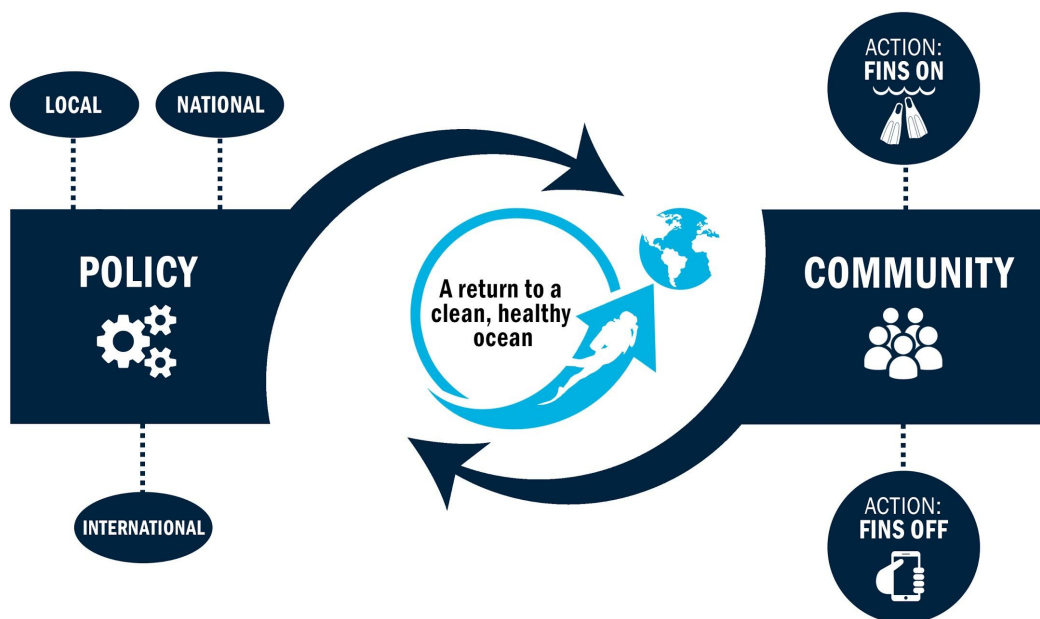 LOCAL
NATIONAL
POLICY
INTERNATIONAL
A return to a
clean, healthy
ocean
ACTION:
FINS ON
COMMUNITY
ACTION:
FINS OFF